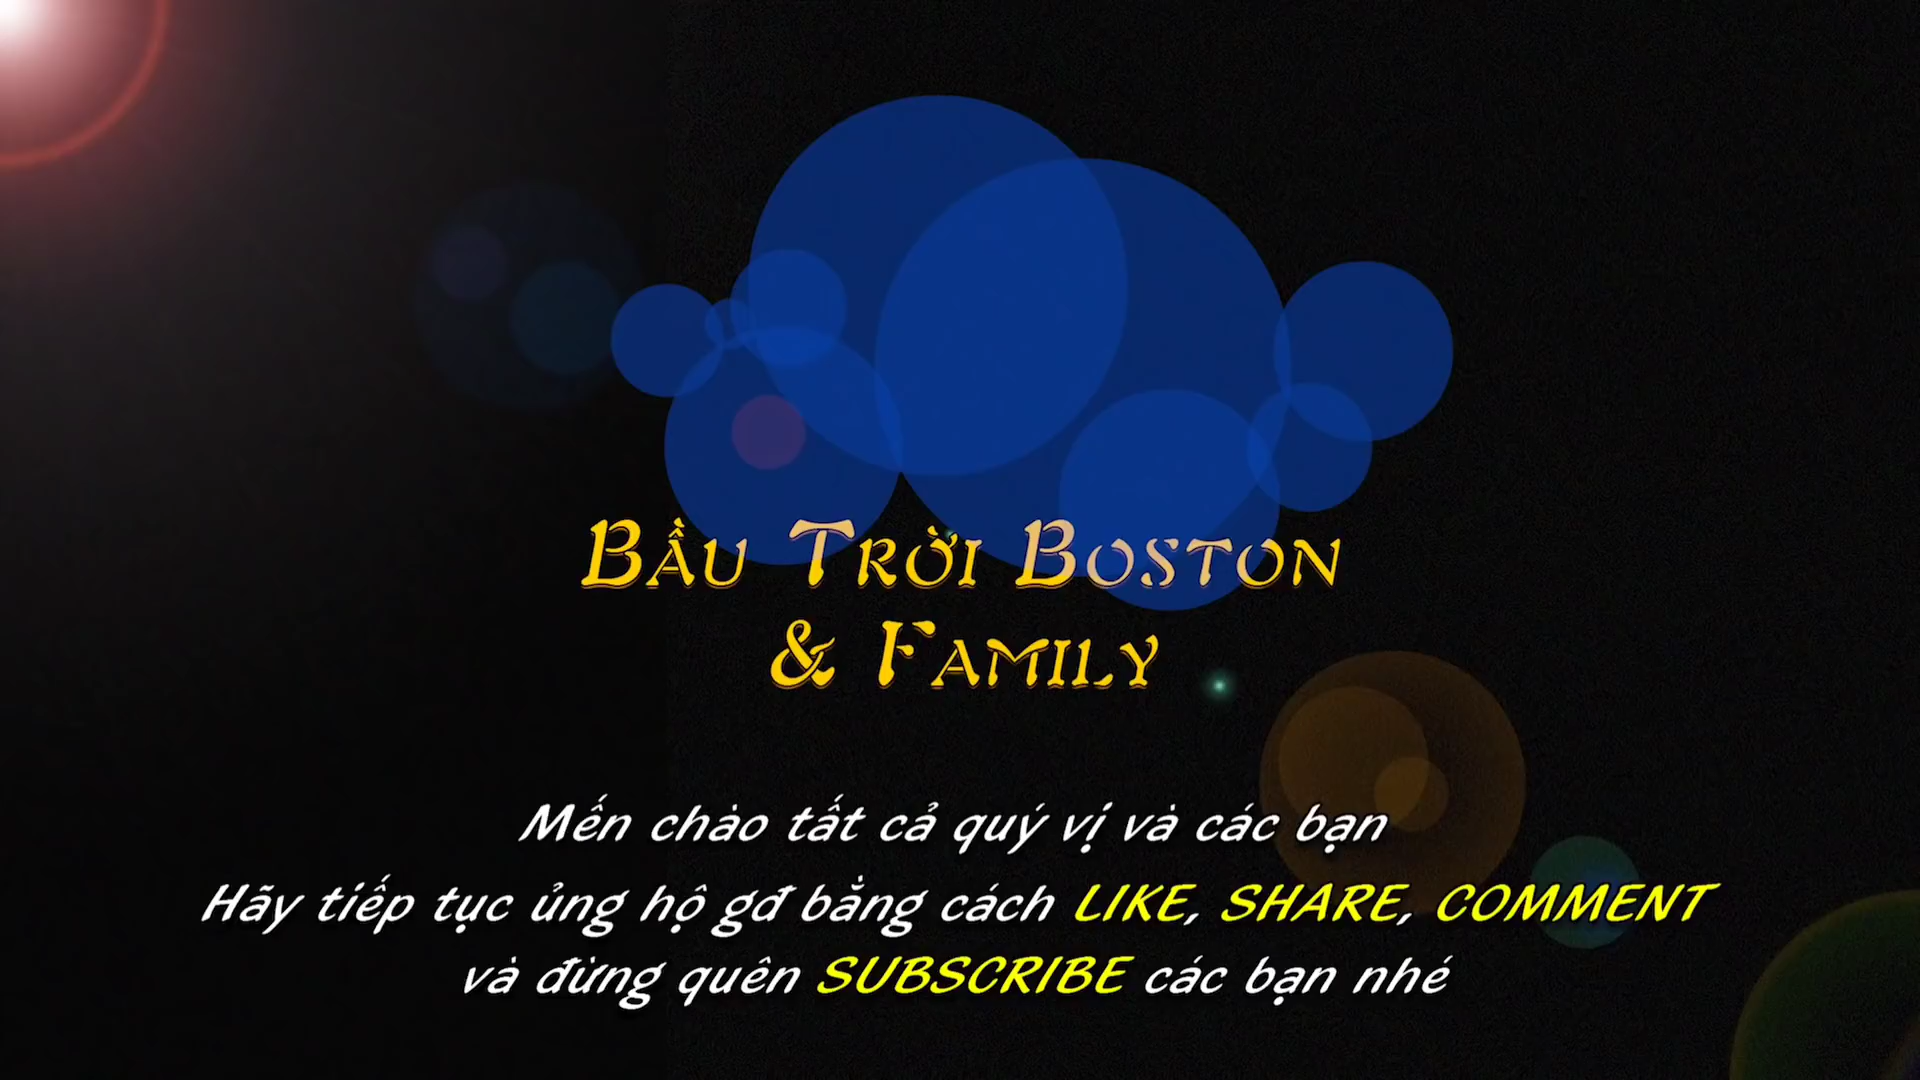 Bầu Trời Boston
& Family
Mến chào tất cả quý vị và các bạn
Hãy tiếp tục ủng hộ gđ bằng cách LIKE, SHARE, COMMENT
và đừng quên SUBSCRIBE các bạn nhé